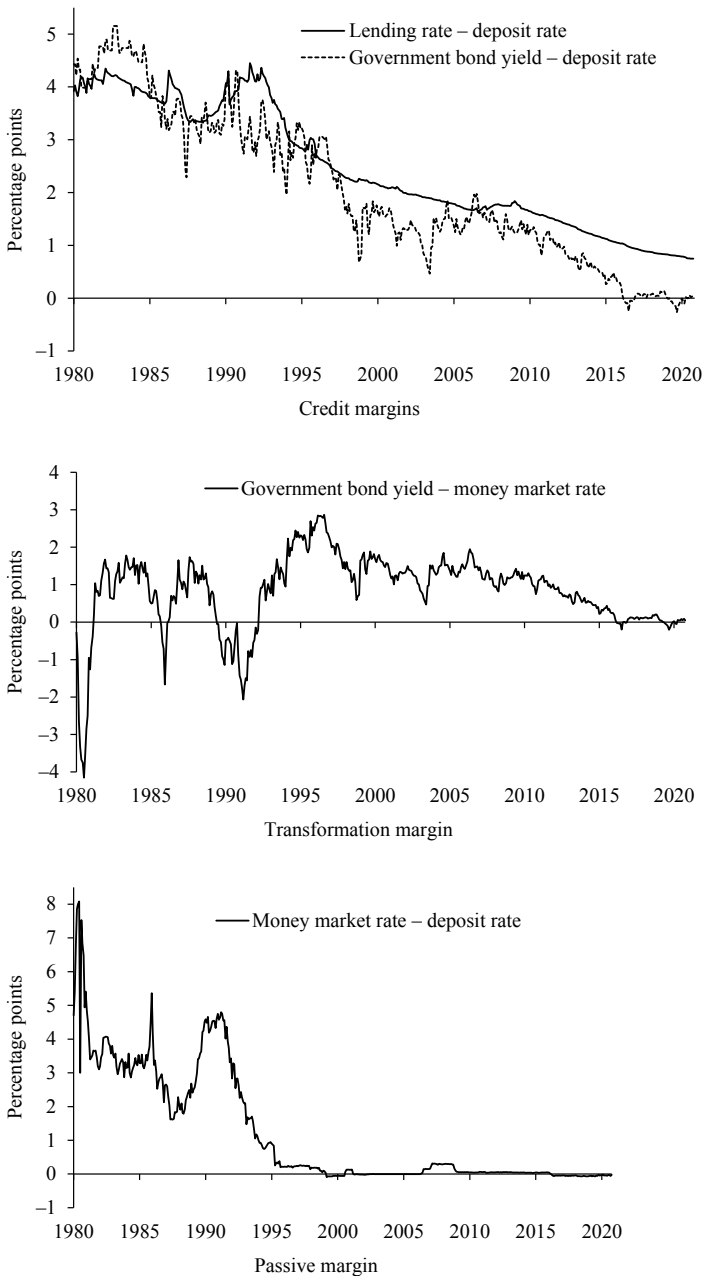 Lending rate – deposit rate
Government bond yield – deposit rate
Percentage points
5
4
3
2
1
0
–1
1980 1985 1990 1995 2000 2005 2010 2015 2020
Credit margins
Government bond yield – money market rate
Percentage points
4
3
2
1
0
–1
–2
–3
–4
1980 1985 1990 1995 2000 2005 2010 2015 2020
Transformation margin
Money market rate – deposit rate
Percentage points
8
7
6
5
4
3
2
1
0
–1
1980 1985 1990 1995 2000 2005 2010 2015 2020
Passive margin